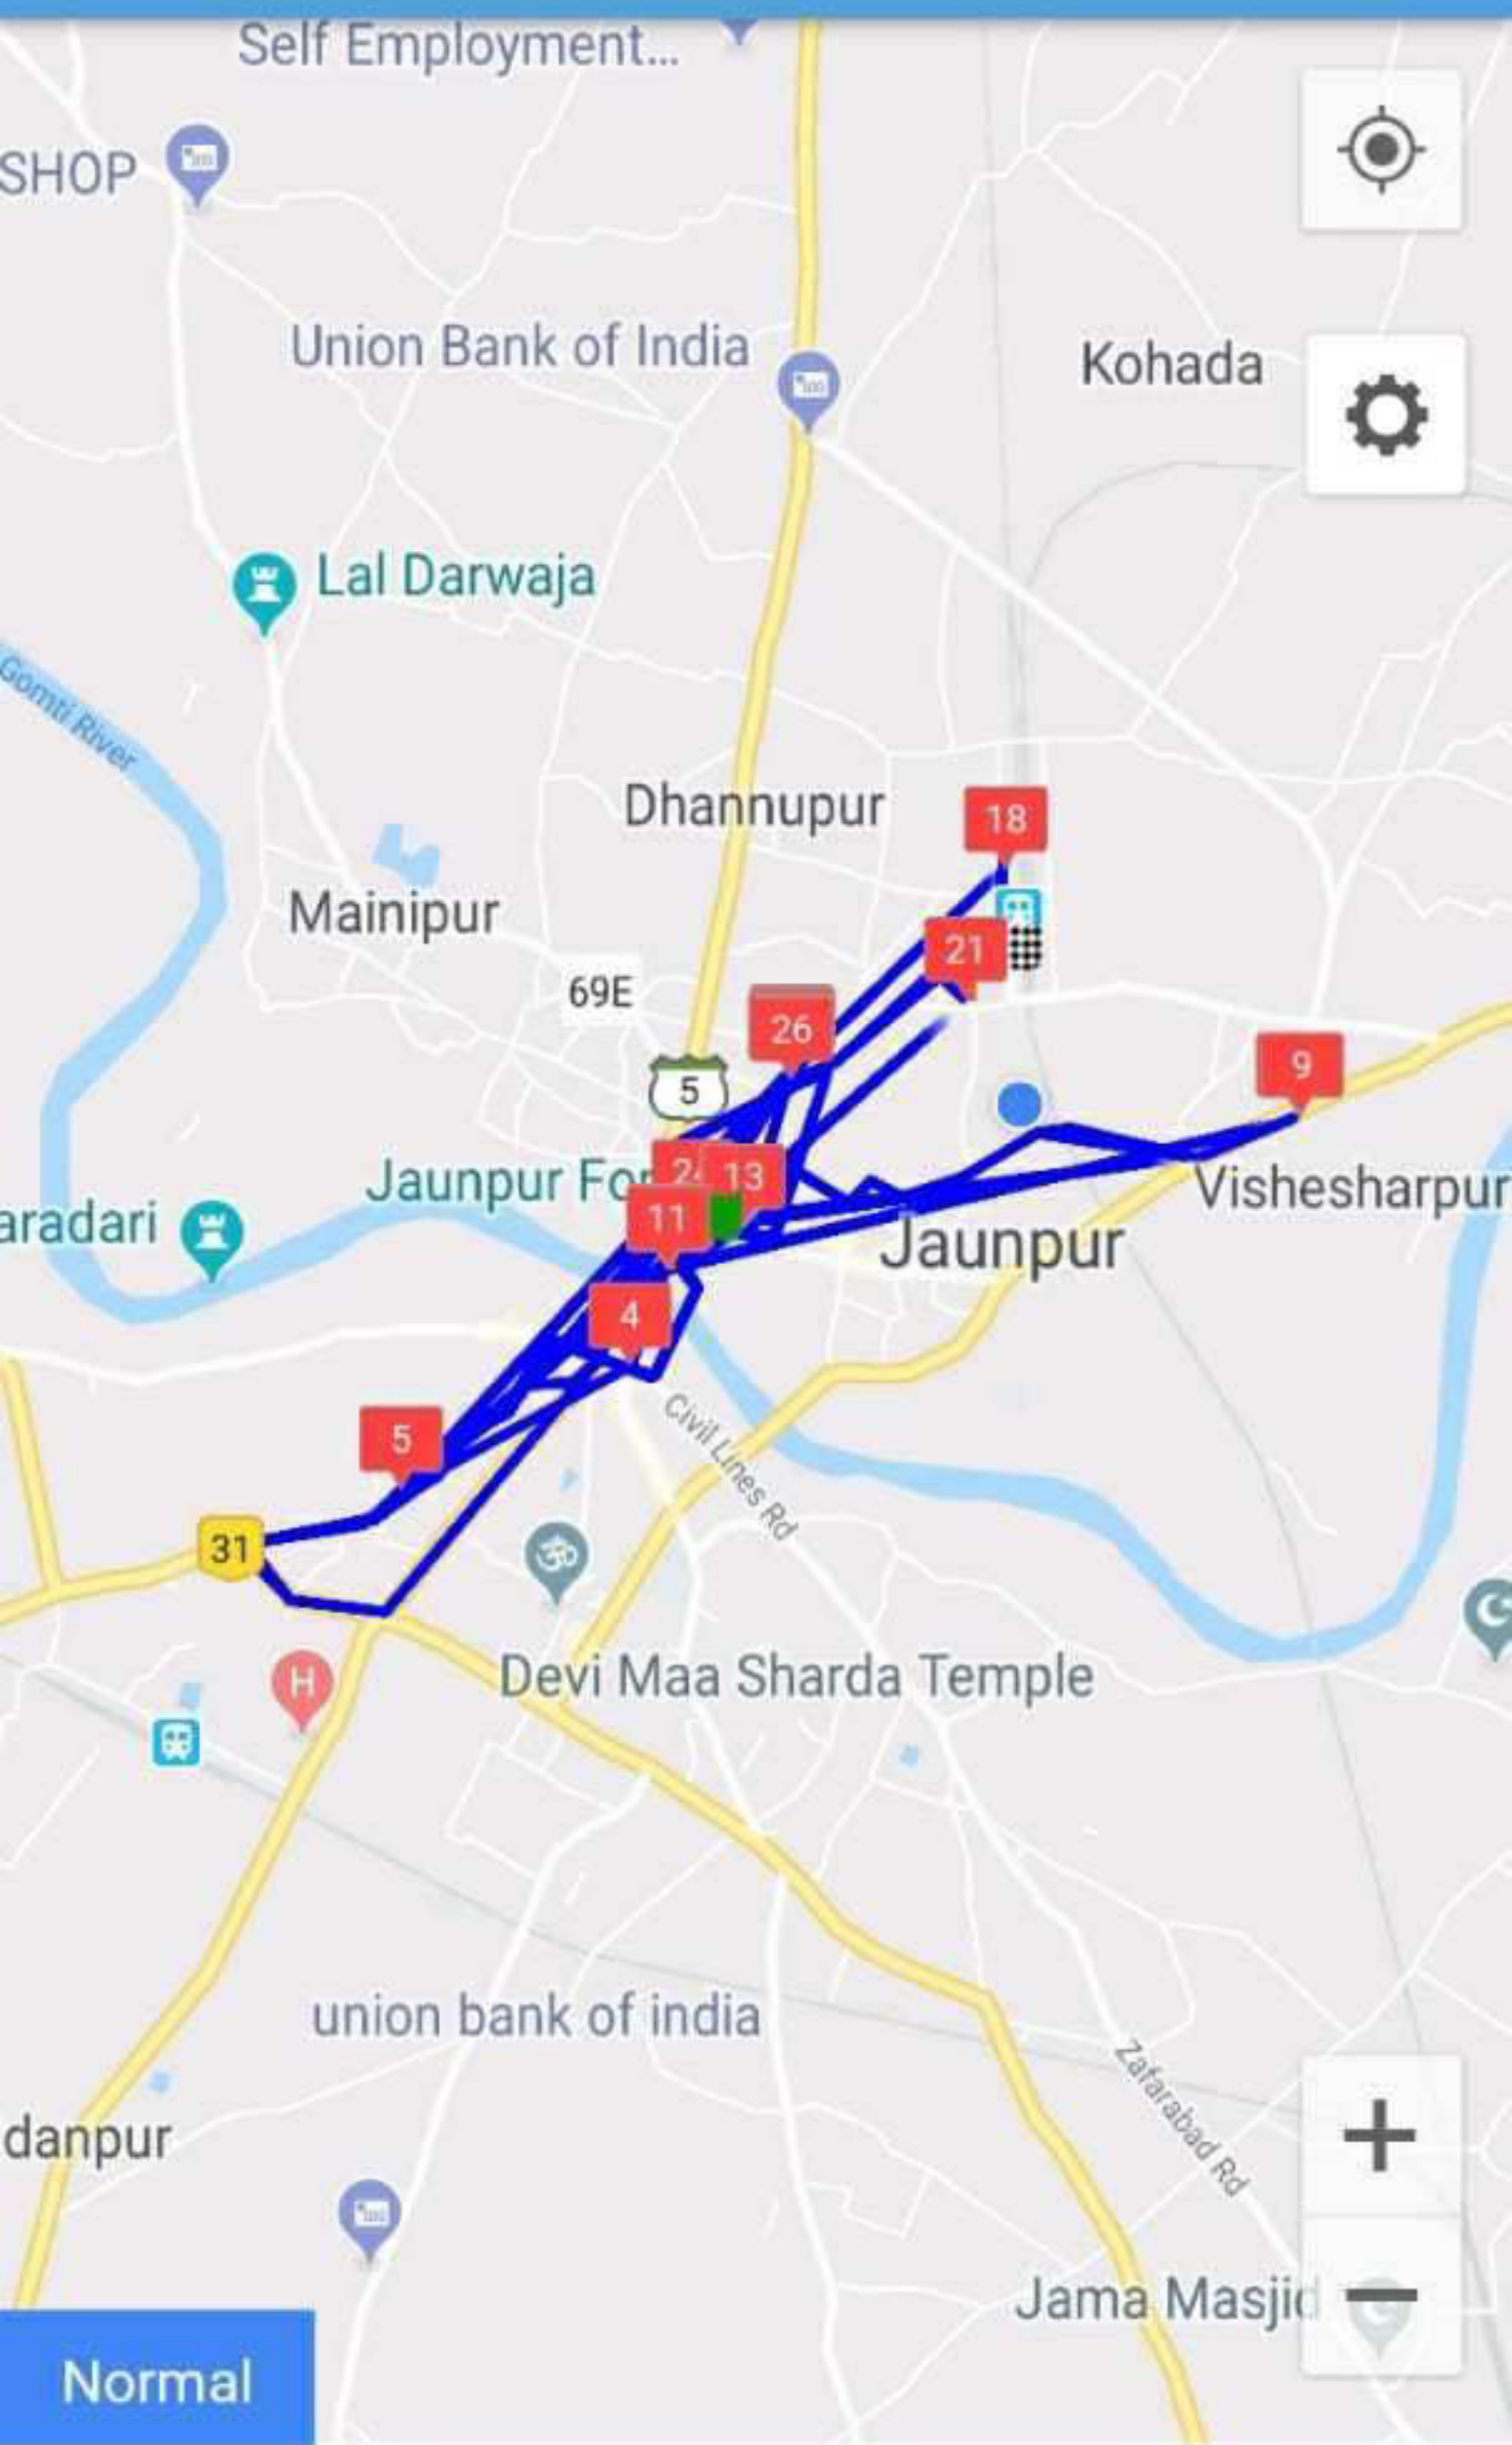 Self Employment...
SHOP
Union Bank of India
Kohada
Lal Darwaja
Gomti River
Dhannupur
18
Mainipur
21
69E
26
9
5
13
Jaunpur
Vishesharpur
aradari
11
Jaunpur
4
Civil Lines Rd
5
31
H
Devi Maa Sharda Temple
union bank of india
Zafarabad Rd
danpur
Jama Masjid
Normal